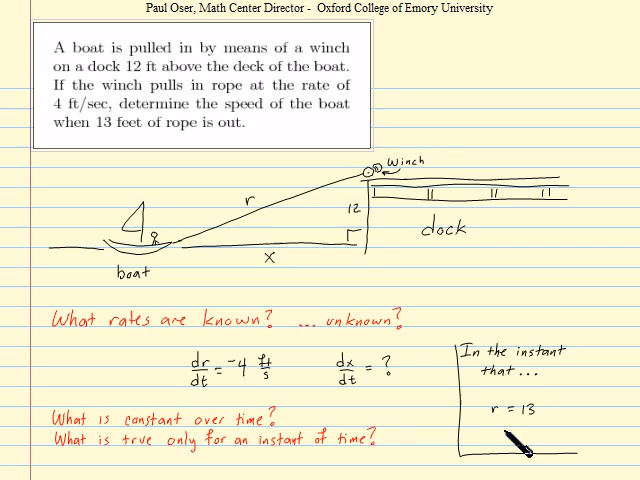 Paul Oser, Math Center Director - Oxford College of Emory University
A boat is pulled in by means of a winch
on a dock 12 ft above the deck of the boat.
If the winch pulls in rope at the rate of
4 ft/sec, determine the speed of the boat
when 13 feet of rope is out.
Winch
r
12
dock
x
boat
What rates are known? ... unknown?
dr/dt = -4 ft/s dx/dt = ?
In the instant
that ...
r = 13
What is constant over time?
What is true only for an instant of time?